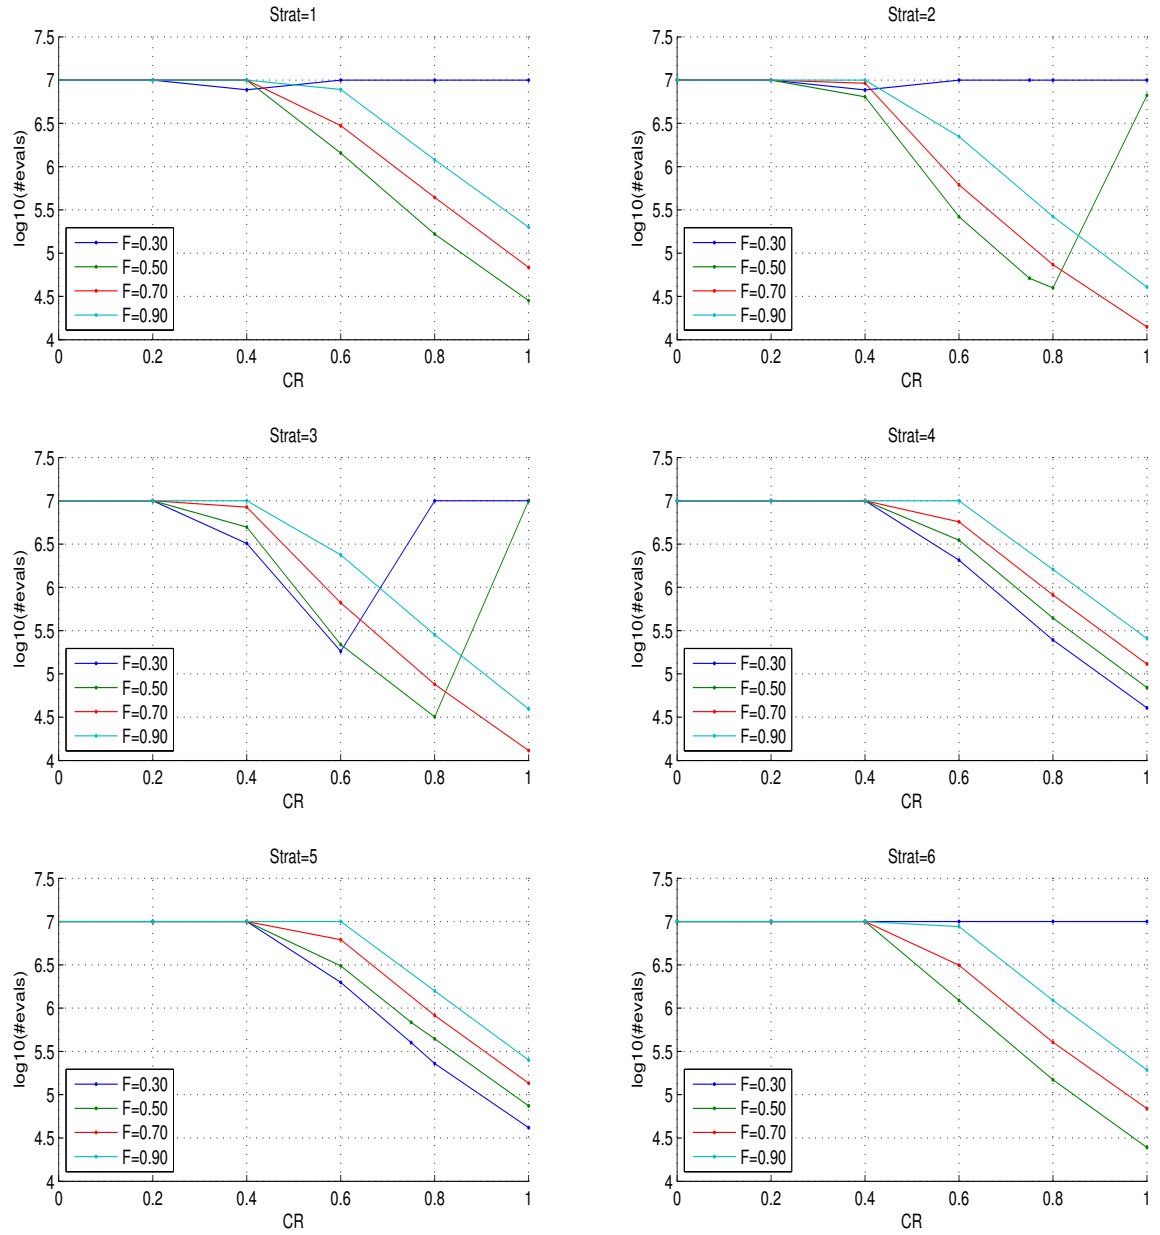 Strat=1
7.5
7
6.5
6
5.5
5
4.5
4
log10(#evals)
F=0.30
F=0.50
F=0.70
F=0.90
0 0.2 0.4 0.6 0.8 1
CR
Strat=2
7.5
7
6.5
6
5.5
5
4.5
4
log10(#evals)
F=0.30
F=0.50
F=0.70
F=0.90
0 0.2 0.4 0.6 0.8 1
CR
Strat=3
7.5
7
6.5
6
5.5
5
4.5
4
log10(#evals)
F=0.30
F=0.50
F=0.70
F=0.90
0 0.2 0.4 0.6 0.8 1
CR
Strat=4
7.5
7
6.5
6
5.5
5
4.5
4
log10(#evals)
F=0.30
F=0.50
F=0.70
F=0.90
0 0.2 0.4 0.6 0.8 1
CR
Strat=5
7.5
7
6.5
6
5.5
5
4.5
4
log10(#evals)
F=0.30
F=0.50
F=0.70
F=0.90
0 0.2 0.4 0.6 0.8 1
CR
Strat=6
7.5
7
6.5
6
5.5
5
4.5
4
log10(#evals)
F=0.30
F=0.50
F=0.70
F=0.90
0 0.2 0.4 0.6 0.8 1
CR